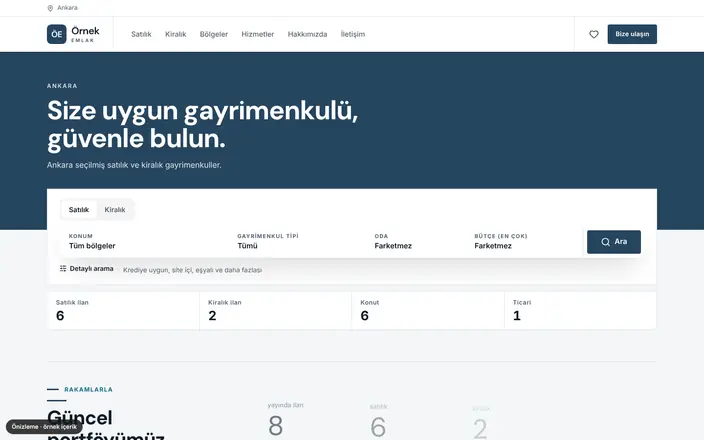 Ankara
ÖE Örnek
EMLAK
Satılık Kiralık Bölgeler Hizmetler Hakkımızda İletişim
Bize ulaşın
ANKARA
Size uygun gayrimenkulü,
güvenle bulun.
Ankara seçilmiş satılık ve kiralık gayrimenkuller.
Satılık Kiralık
KONUM GAYRİMENKUL TİPİ ODA BÜTÇE (EN ÇOK)
Tüm bölgeler Tümü Farketmez Farketmez
Ara
Detaylı arama Krediye uygun, site içi, eşyalı ve daha fazlası
Satılık ilan Kiralık ilan Konut Ticari
6 2 6 1
RAKAMLARLA
yayında ilan
Güncel
8 6 2
portföyümüz
Önizleme · örnek içerik